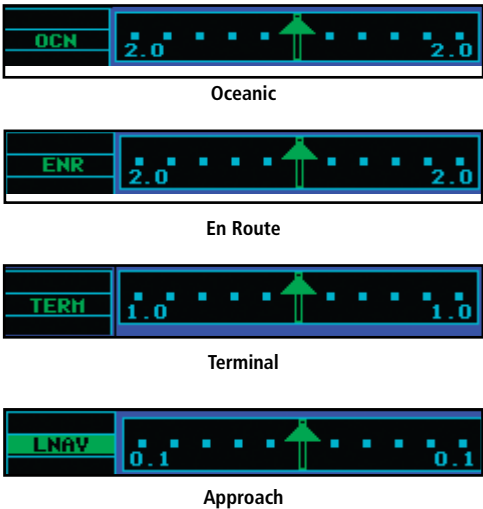 OCN 2.0 2.0
Oceanic
ENR 2.0 2.0
En Route
TERM 1.0 1.0
Terminal
LNAV 0.1 0.1
Approach